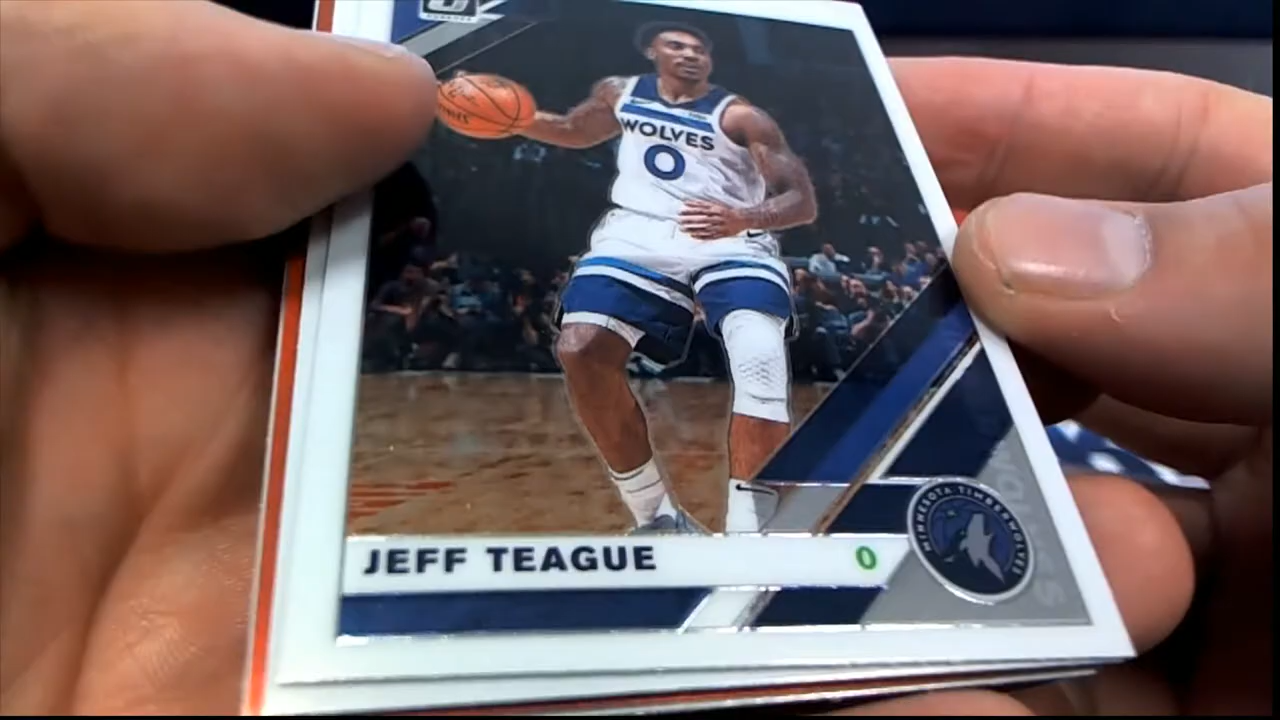 WOLVES
0
JEFF TEAGUE
0
MINNESOTA TIMBERWOLVES